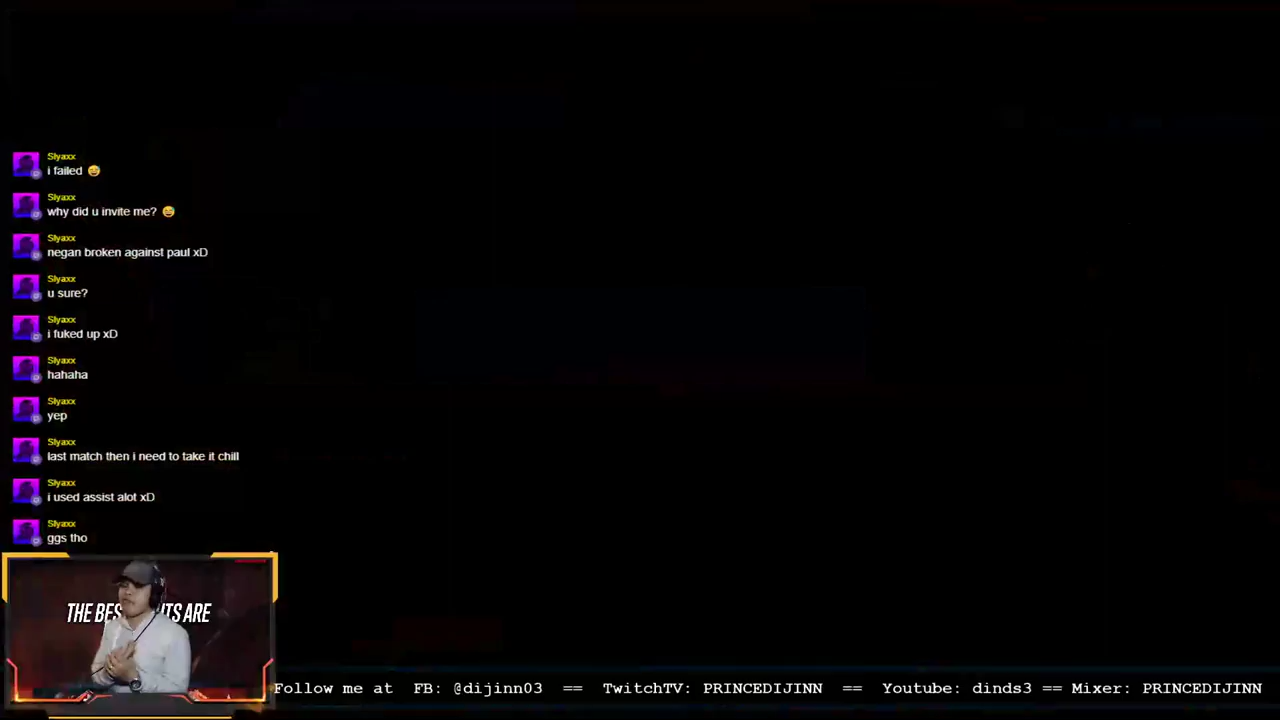 Slyaxx
i failed 😅
Slyaxx
why did u invite me? 😅
Slyaxx
negan broken against paul xD
Slyaxx
u sure?
Slyaxx
i fuked up xD
Slyaxx
hahaha
Slyaxx
yep
Slyaxx
last match then i need to take it chill
Slyaxx
i used assist alot xD
Slyaxx
ggs tho
THE BES ARE
Follow me at FB: @dijinn03 == TwitchTV: PRINCEDIJINN == Youtube: dinds3 == Mixer: PRINCEDIJINN